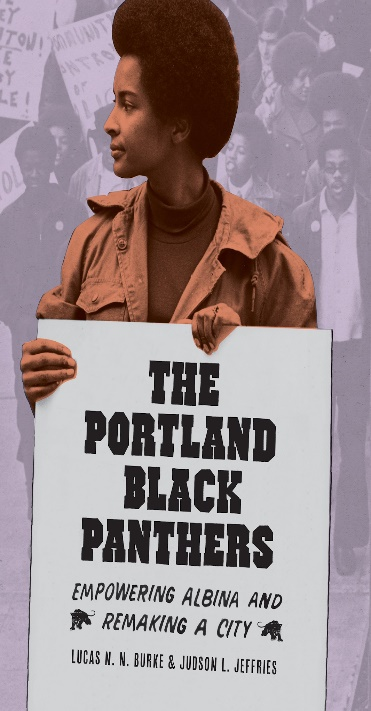 THE
PORTLAND
BLACK
PANTHERS
EMPOWERING ALBINA AND
REMAKING A CITY
LUCAS N. N. BURKE & JUDSON L. JEFFRIES